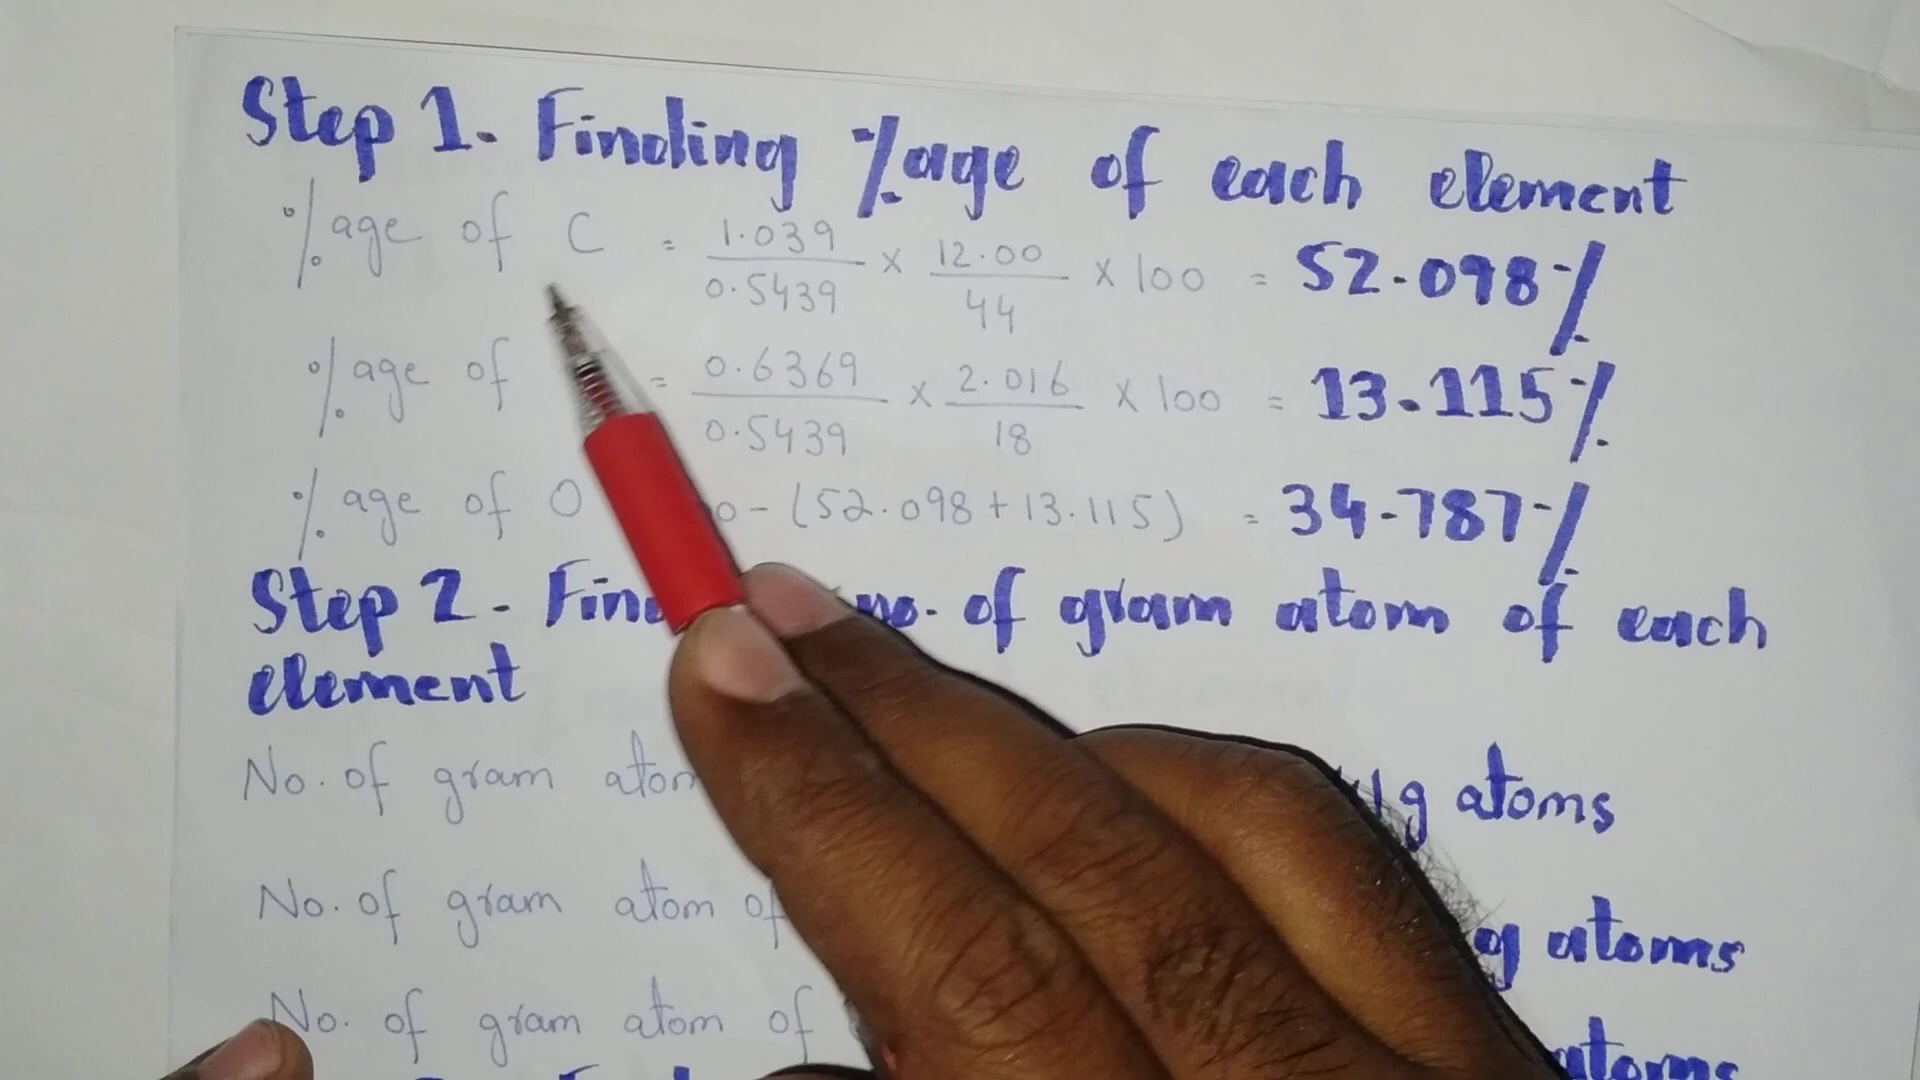 Step 1. Finding %age of each element
%age of C = 1.039 / 0.5439 × 12.00 / 44 × 100 = 52.098%
%age of = 0.6369 / 0.5439 × 2.016 / 18 × 100 = 13.115%
%age of O 0 - (52.098 + 13.115) = 34.787%
Step 2. no. of gram atom of each
element
No. of gram atom g atoms
No. of gram atom of g atoms
No. of gram atom of atoms